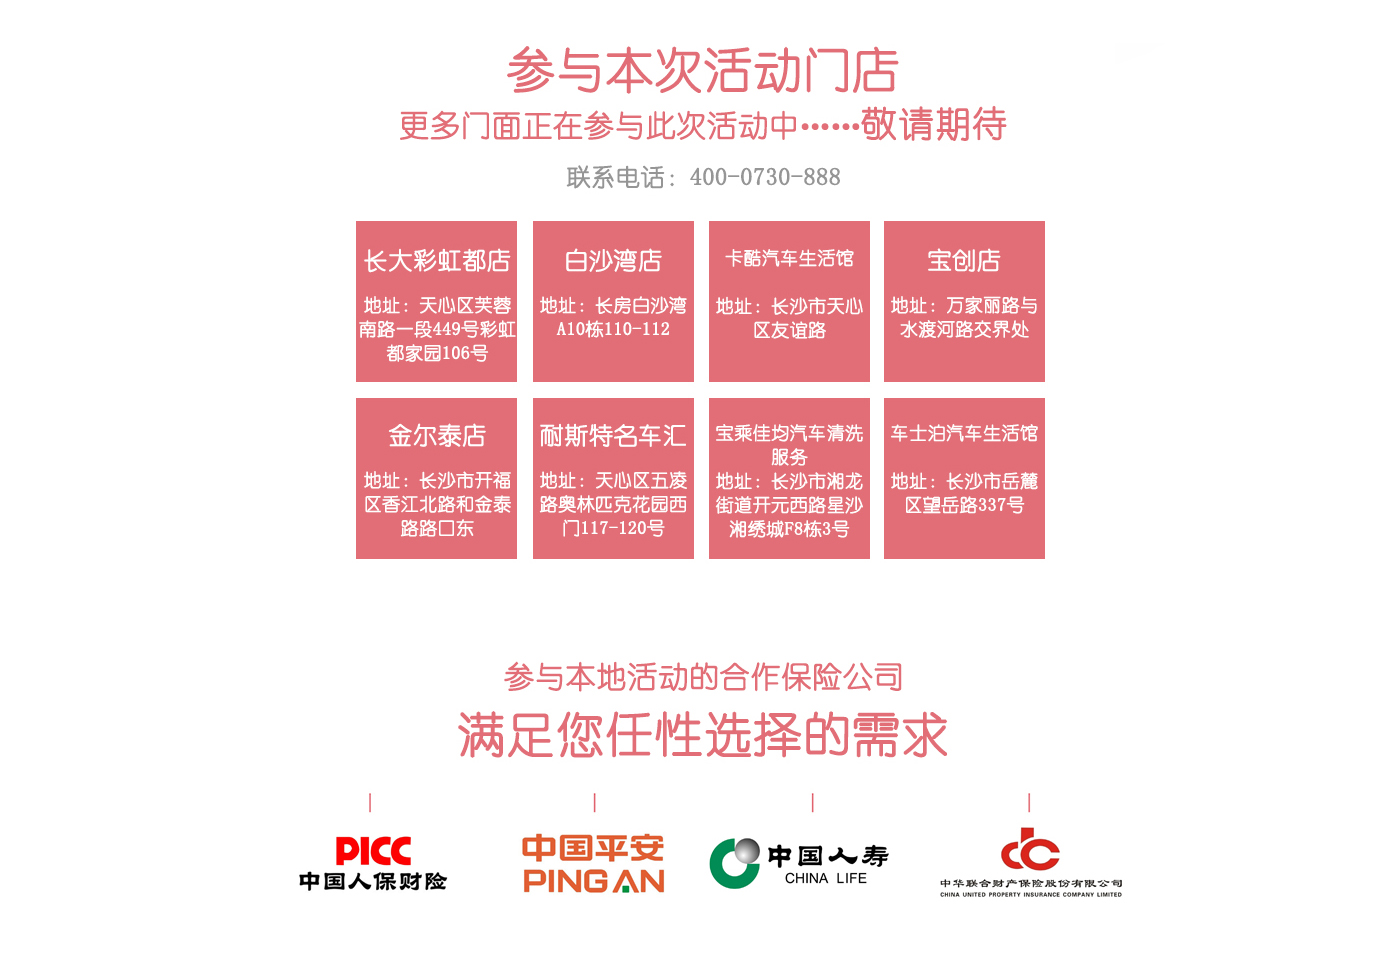 参与本次活动门店
更多门面正在参与此次活动中······敬请期待
联系电话：400-0730-888
长大彩虹都店
地址：天心区芙蓉
南路一段449号彩虹
都家园106号
白沙湾店
地址：长房白沙湾
A10栋110-112
卡酷汽车生活馆
地址：长沙市天心
区友谊路
宝创店
地址：万家丽路与
水渡河路交界处
金尔泰店
地址：长沙市开福
区香江北路和金泰
路路口东
耐斯特名车汇
地址：天心区五凌
路奥林匹克花园西
门117-120号
宝乘佳均汽车清洗
服务
地址：长沙市湘龙
街道开元西路星沙
湘绣城F8栋3号
车士泊汽车生活馆
地址：长沙市岳麓
区望岳路337号
参与本地活动的合作保险公司
满足您任性选择的需求
PICC
中国人保财险
中国平安
PINGAN
中国人寿
CHINA LIFE
中华联合财产保险股份有限公司
CHINA UNITED PROPERTY INSURANCE COMPANY LIMITED